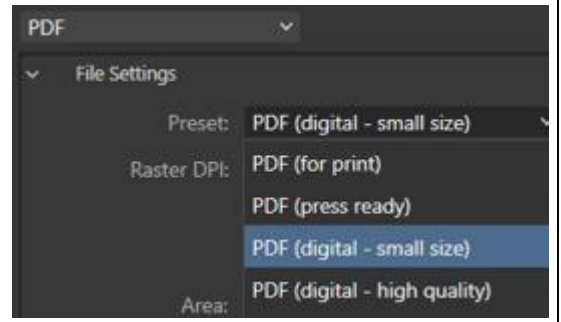 PDF
File Settings
Preset: PDF (digital - small size)
Raster DPI: PDF (for print)
PDF (press ready)
PDF (digital - small size)
Area: PDF (digital - high quality)